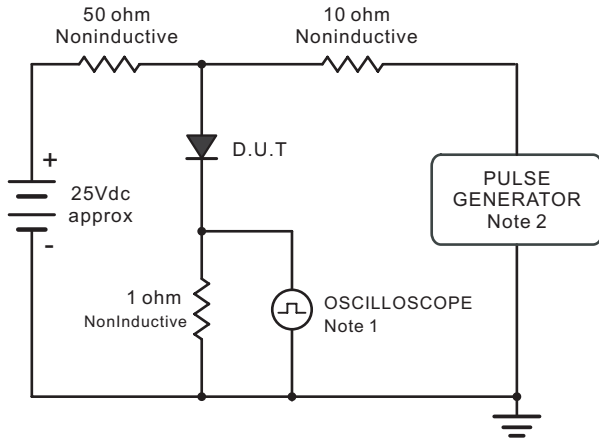 50 ohm
Noninductive
10 ohm
Noninductive
D.U.T
+
25Vdc
approx
-
PULSE
GENERATOR
Note 2
1 ohm
NonInductive
OSCILLOSCOPE
Note 1